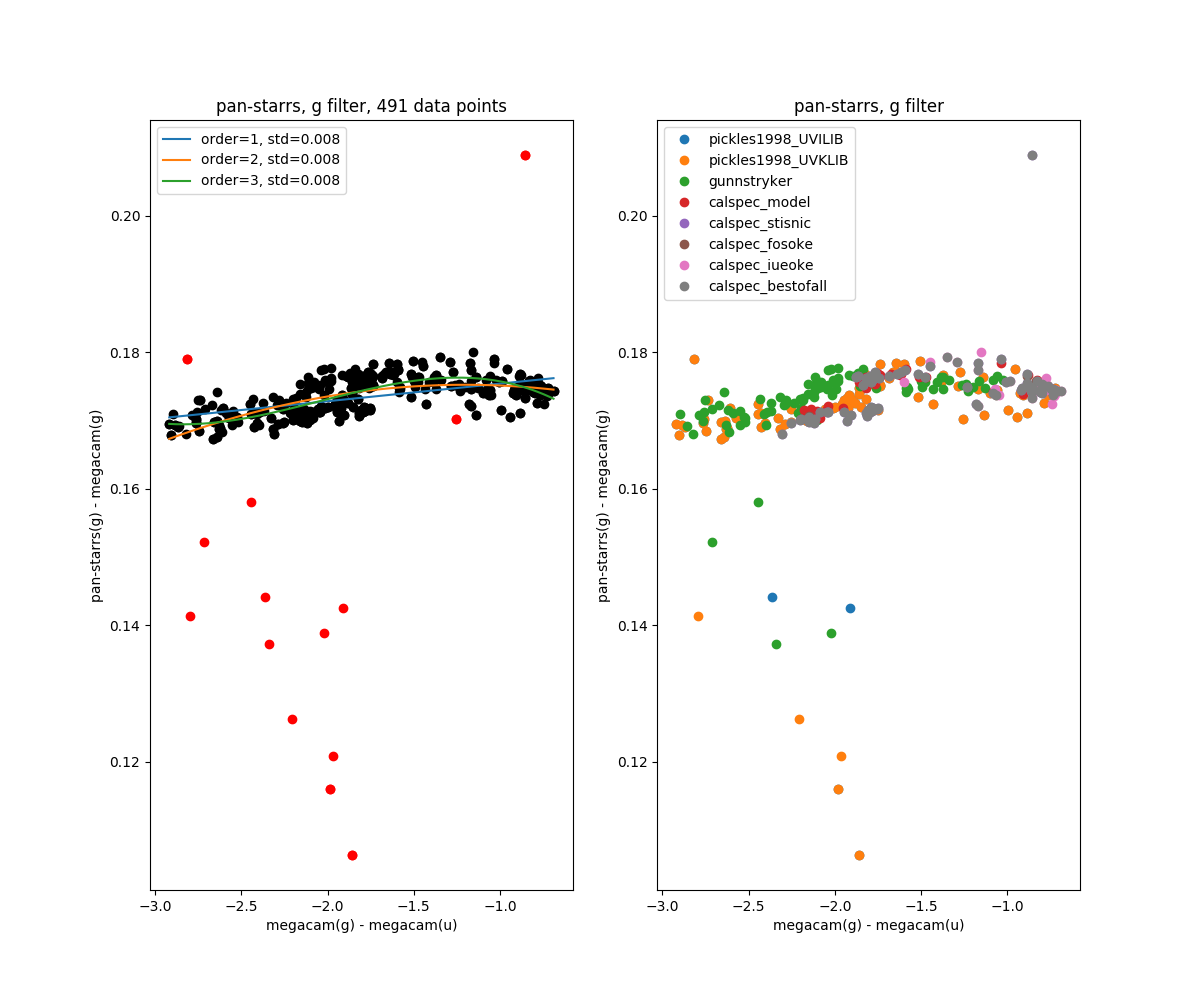 pan-starrs, g filter, 491 data points
order=1, std=0.008
order=2, std=0.008
order=3, std=0.008
0.20
0.18
0.16
0.14
0.12
pan-starrs(g) - megacam(g)
−3.0 −2.5 −2.0 −1.5 −1.0
megacam(g) - megacam(u)
pan-starrs, g filter
pickles1998_UVILIB
pickles1998_UVKLIB
gunnstryker
calspec_model
calspec_stisnic
calspec_fosoke
calspec_iueoke
calspec_bestofall
0.20
0.18
0.16
0.14
0.12
pan-starrs(g) - megacam(g)
−3.0 −2.5 −2.0 −1.5 −1.0
megacam(g) - megacam(u)